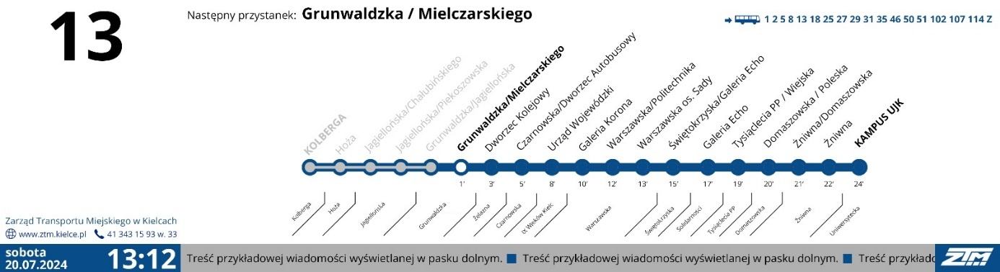 13
Następny przystanek: Grunwaldzka / Mielczarskiego
1 2 5 8 13 18 25 27 29 31 35 46 50 51 102 107 114 Z
KOLBERGA
Hoża
Jagiellońska/Chałubińskiego
Jagiellońska/Piekoszowska
Grunwaldzka/Jagiellońska
Grunwaldzka/Mielczarskiego
Dworzec Kolejowy
Czarnowska/Dworzec Autobusowy
Urząd Wojewódzki
Galeria Korona
Warszawska/Politechnika
Warszawska os. Sady
Świętokrzyska/Galeria Echo
Galeria Echo
Tysiąclecia PP / Wiejska
Domaszowska / Poleska
Żniwna/Domaszowska
Żniwna
KAMPUS UJK
1' 3' 5' 8' 10' 12' 13' 15' 17' 19' 20' 21' 22' 24'
Kolberga
Hoża
Jagiellońska
Grunwaldzka
Żelazna
Czarnowska
IX Wieków Kielc
Warszawska
Świętokrzyska
Solidarności
Tysiąclecia PP
Domaszowska
Żniwna
Uniwersytecka
Zarząd Transportu Miejskiego w Kielcach
www.ztm.kielce.pl 41 343 15 93 w. 33
sobota
20.07.2024
13:12
Treść przykładowej wiadomości wyświetlanej w pasku dolnym. Treść przykładowej wiadomości wyświetlanej w pasku dolnym. Treść przykłado
ZTM